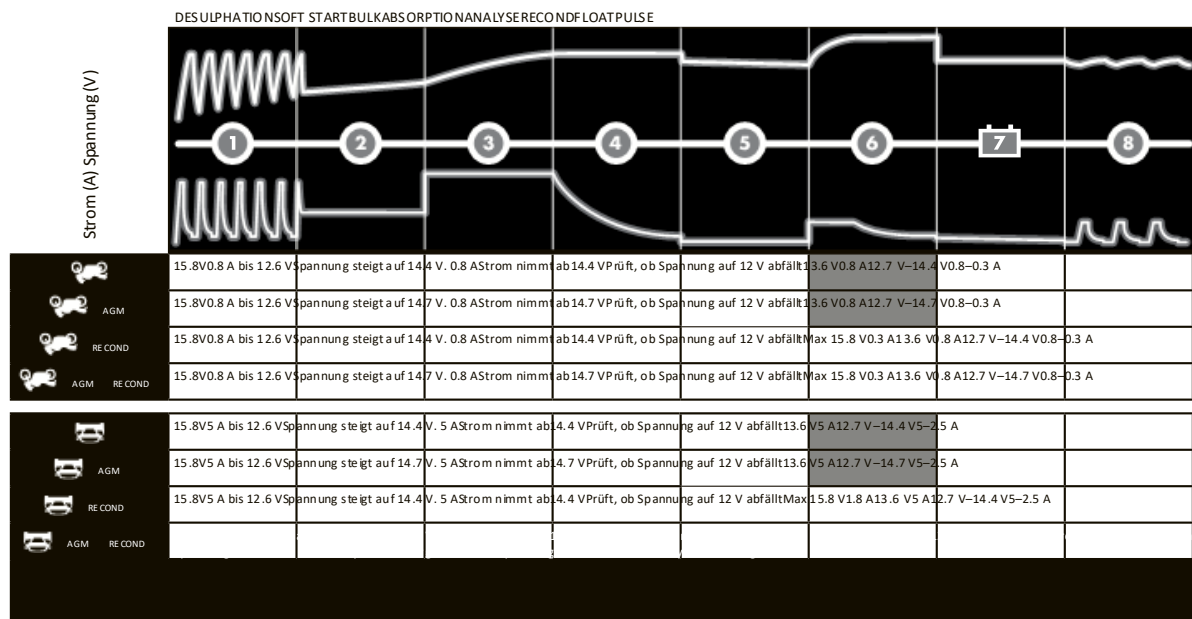 DESULPHATIONSOFT STARTBULKABSORPTIONANALYSERECONDFLOATPULSE
Strom (A) Spannung (V)
1 2 3 4 5 6 7 8
15.8V0.8 A bis 12.6 VSpannung steigt auf 14.4 V. 0.8 AStrom nimmt ab14.4 VPrüft, ob Spannung auf 12 V abfällt13.6 V0.8 A12.7 V–14.4 V0.8–0.3 A
AGM 15.8V0.8 A bis 12.6 VSpannung steigt auf 14.7 V. 0.8 AStrom nimmt ab14.7 VPrüft, ob Spannung auf 12 V abfällt13.6 V0.8 A12.7 V–14.7 V0.8–0.3 A
RECOND 15.8V0.8 A bis 12.6 VSpannung steigt auf 14.4 V. 0.8 AStrom nimmt ab14.4 VPrüft, ob Spannung auf 12 V abfälltMax 15.8 V0.3 A13.6 V0.8 A12.7 V–14.4 V0.8–0.3 A
AGM RECOND 15.8V0.8 A bis 12.6 VSpannung steigt auf 14.7 V. 0.8 AStrom nimmt ab14.7 VPrüft, ob Spannung auf 12 V abfälltMax 15.8 V0.3 A13.6 V0.8 A12.7 V–14.7 V0.8–0.3 A
15.8V5 A bis 12.6 VSpannung steigt auf 14.4 V. 5 AStrom nimmt ab14.4 VPrüft, ob Spannung auf 12 V abfällt13.6 V5 A12.7 V–14.4 V5–2.5 A
AGM 15.8V5 A bis 12.6 VSpannung steigt auf 14.7 V. 5 AStrom nimmt ab14.7 VPrüft, ob Spannung auf 12 V abfällt13.6 V5 A12.7 V–14.7 V5–2.5 A
RECOND 15.8V5 A bis 12.6 VSpannung steigt auf 14.4 V. 5 AStrom nimmt ab14.4 VPrüft, ob Spannung auf 12 V abfälltMax 15.8 V1.8 A13.6 V5 A12.7 V–14.4 V5–2.5 A
AGM RECOND